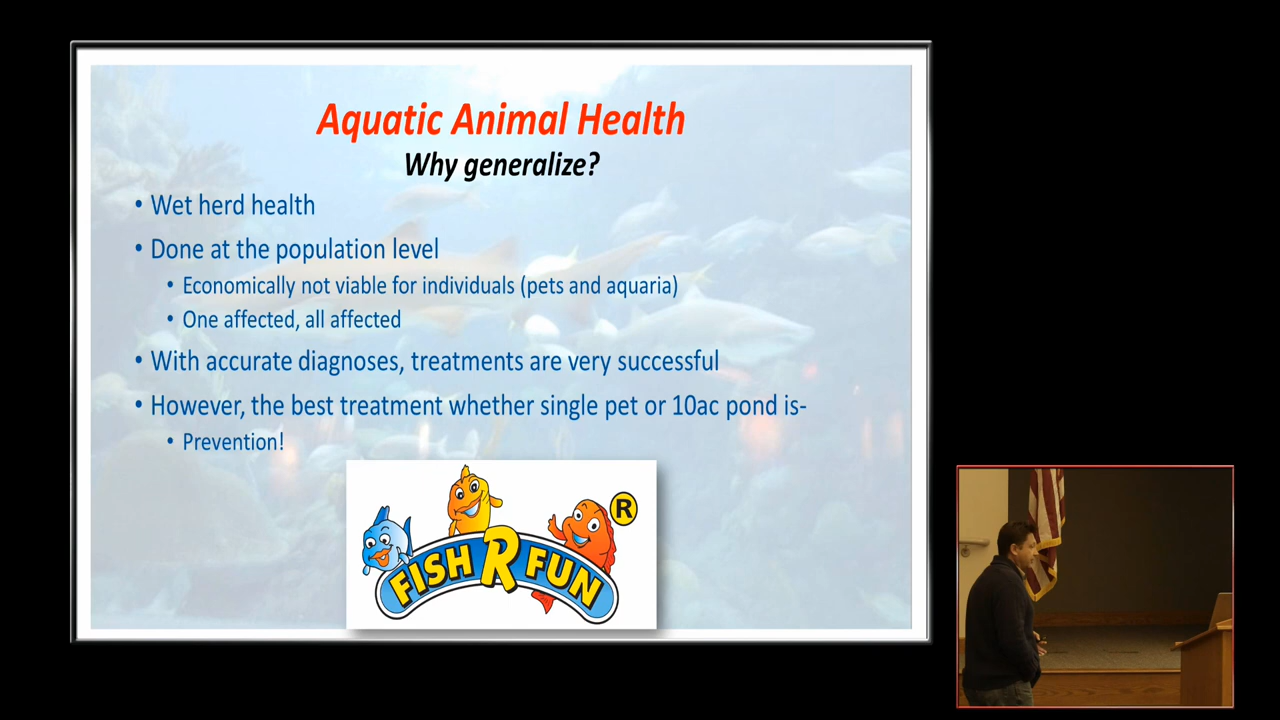 Aquatic Animal Health
Why generalize?
• Wet herd health
• Done at the population level
• Economically not viable for individuals (pets and aquaria)
• One affected, all affected
• With accurate diagnoses, treatments are very successful
• However, the best treatment whether single pet or 10ac pond is-
• Prevention!
FISH R FUN
R